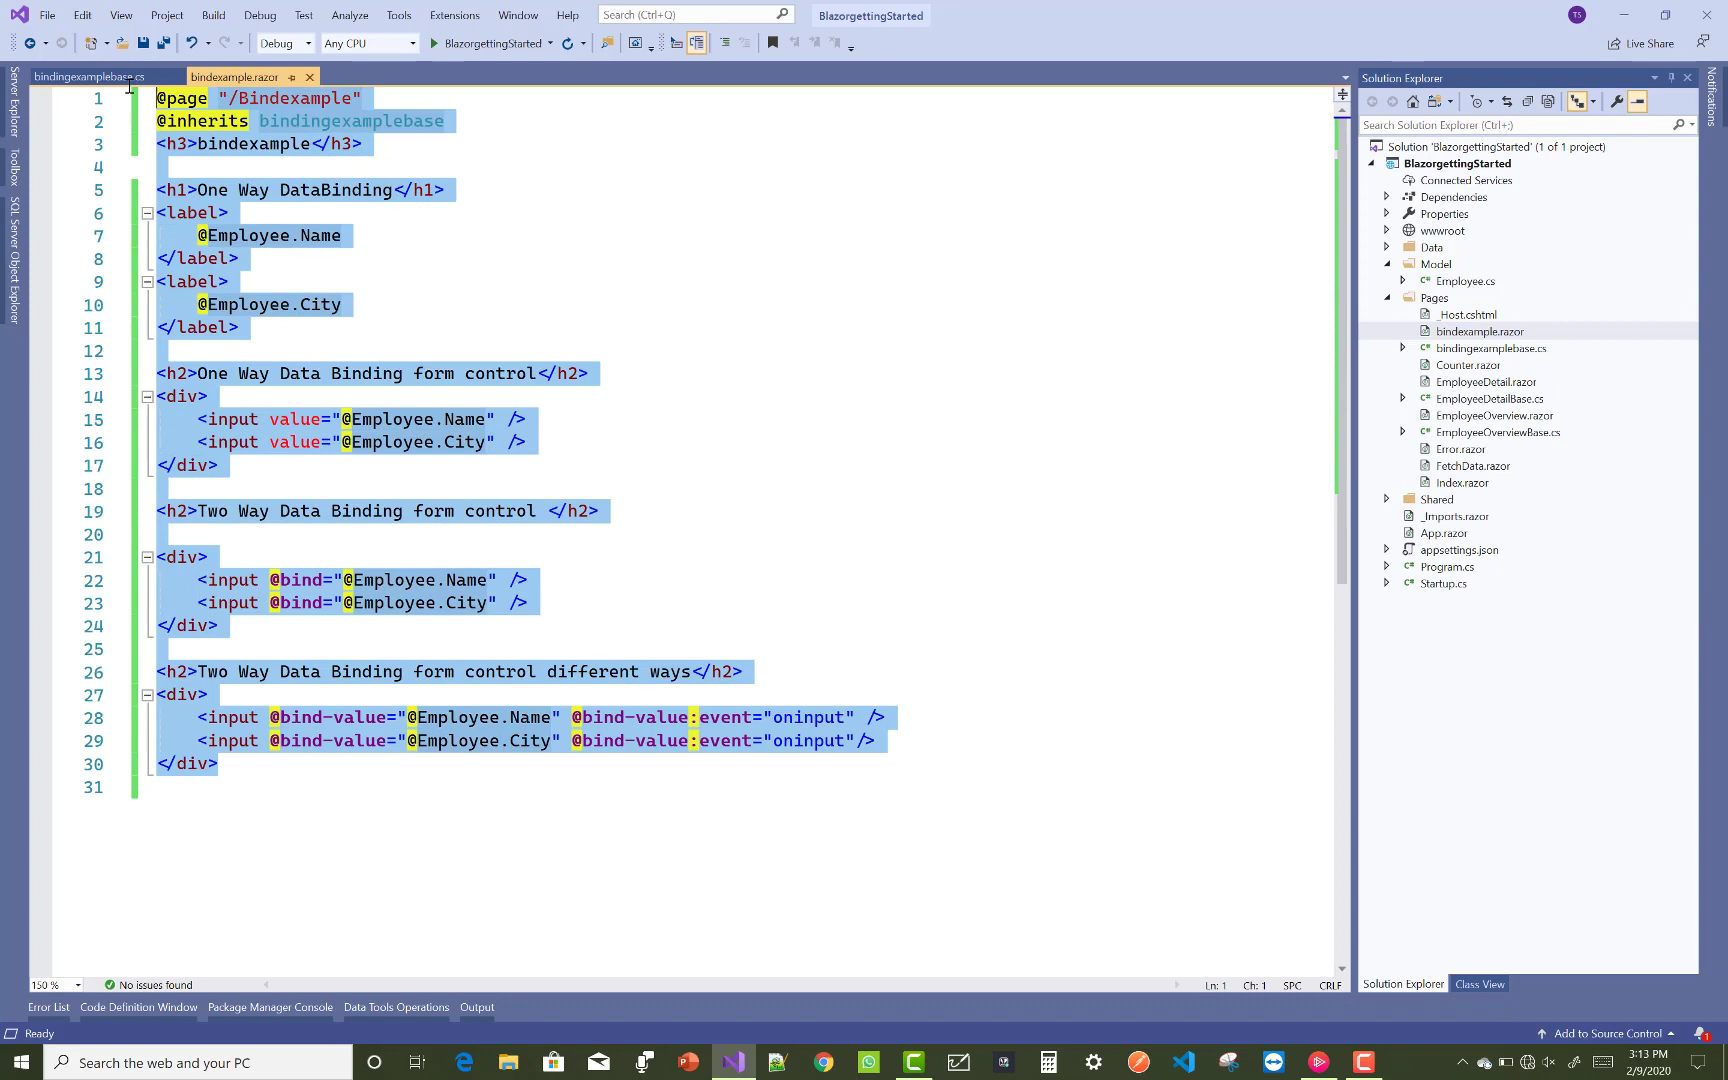 File Edit View Project Build Debug Test Analyze Tools Extensions Window Help Search (Ctrl+Q) BlazorgettingStarted TS
Debug Any CPU BlazorgettingStarted Live Share
bindingexamplebase.cs bindexample.razor
Server Explorer
Toolbox
SQL Server Object Explorer
1 @page "/Bindexample"
2 @inherits bindingexamplebase
3 <h3>bindexample</h3>
4
5 <h1>One Way DataBinding</h1>
6 <label>
7 @Employee.Name
8 </label>
9 <label>
10 @Employee.City
11 </label>
12
13 <h2>One Way Data Binding form control</h2>
14 <div>
15 <input value="@Employee.Name" />
16 <input value="@Employee.City" />
17 </div>
18
19 <h2>Two Way Data Binding form control </h2>
20
21 <div>
22 <input @bind="@Employee.Name" />
23 <input @bind="@Employee.City" />
24 </div>
25
26 <h2>Two Way Data Binding form control different ways</h2>
27 <div>
28 <input @bind-value="@Employee.Name" @bind-value:event="oninput" />
29 <input @bind-value="@Employee.City" @bind-value:event="oninput"/>
30 </div>
31
150 % No issues found Ln: 1 Ch: 1 SPC CRLF
Solution Explorer
Search Solution Explorer (Ctrl+;)
Solution 'BlazorgettingStarted' (1 of 1 project)
BlazorgettingStarted
Connected Services
Dependencies
Properties
wwwroot
Data
Model
C# Employee.cs
Pages
_Host.cshtml
bindexample.razor
C# bindingexamplebase.cs
Counter.razor
EmployeeDetail.razor
C# EmployeeDetailBase.cs
EmployeeOverview.razor
C# EmployeeOverviewBase.cs
Error.razor
FetchData.razor
Index.razor
Shared
_Imports.razor
App.razor
appsettings.json
C# Program.cs
C# Startup.cs
Solution Explorer Class View
Notifications
Error List Code Definition Window Package Manager Console Data Tools Operations Output
Ready Add to Source Control 1
Search the web and your PC
3:13 PM
2/9/2020